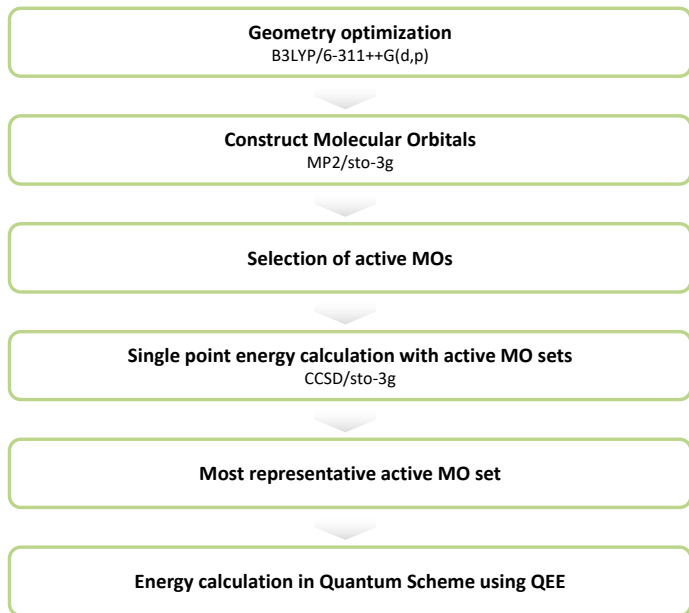 Geometry optimization
B3LYP/6-311++G(d,p)
Construct Molecular Orbitals
MP2/sto-3g
Selection of active MOs
Single point energy calculation with active MO sets
CCSD/sto-3g
Most representative active MO set
Energy calculation in Quantum Scheme using QEE